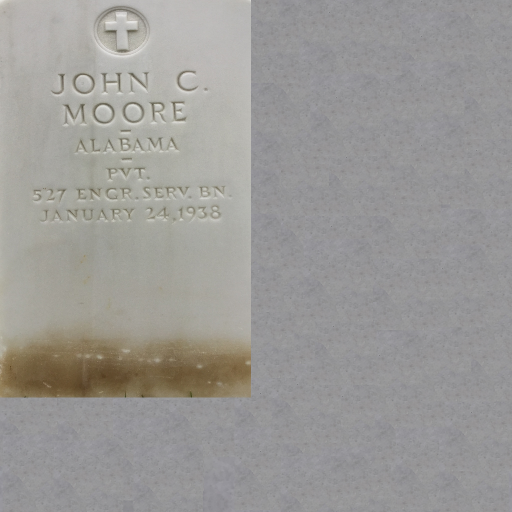 JOHN C.
MOORE
ALABAMA
PVT.
527 ENGR. SERV. BN.
JANUARY 24, 1938